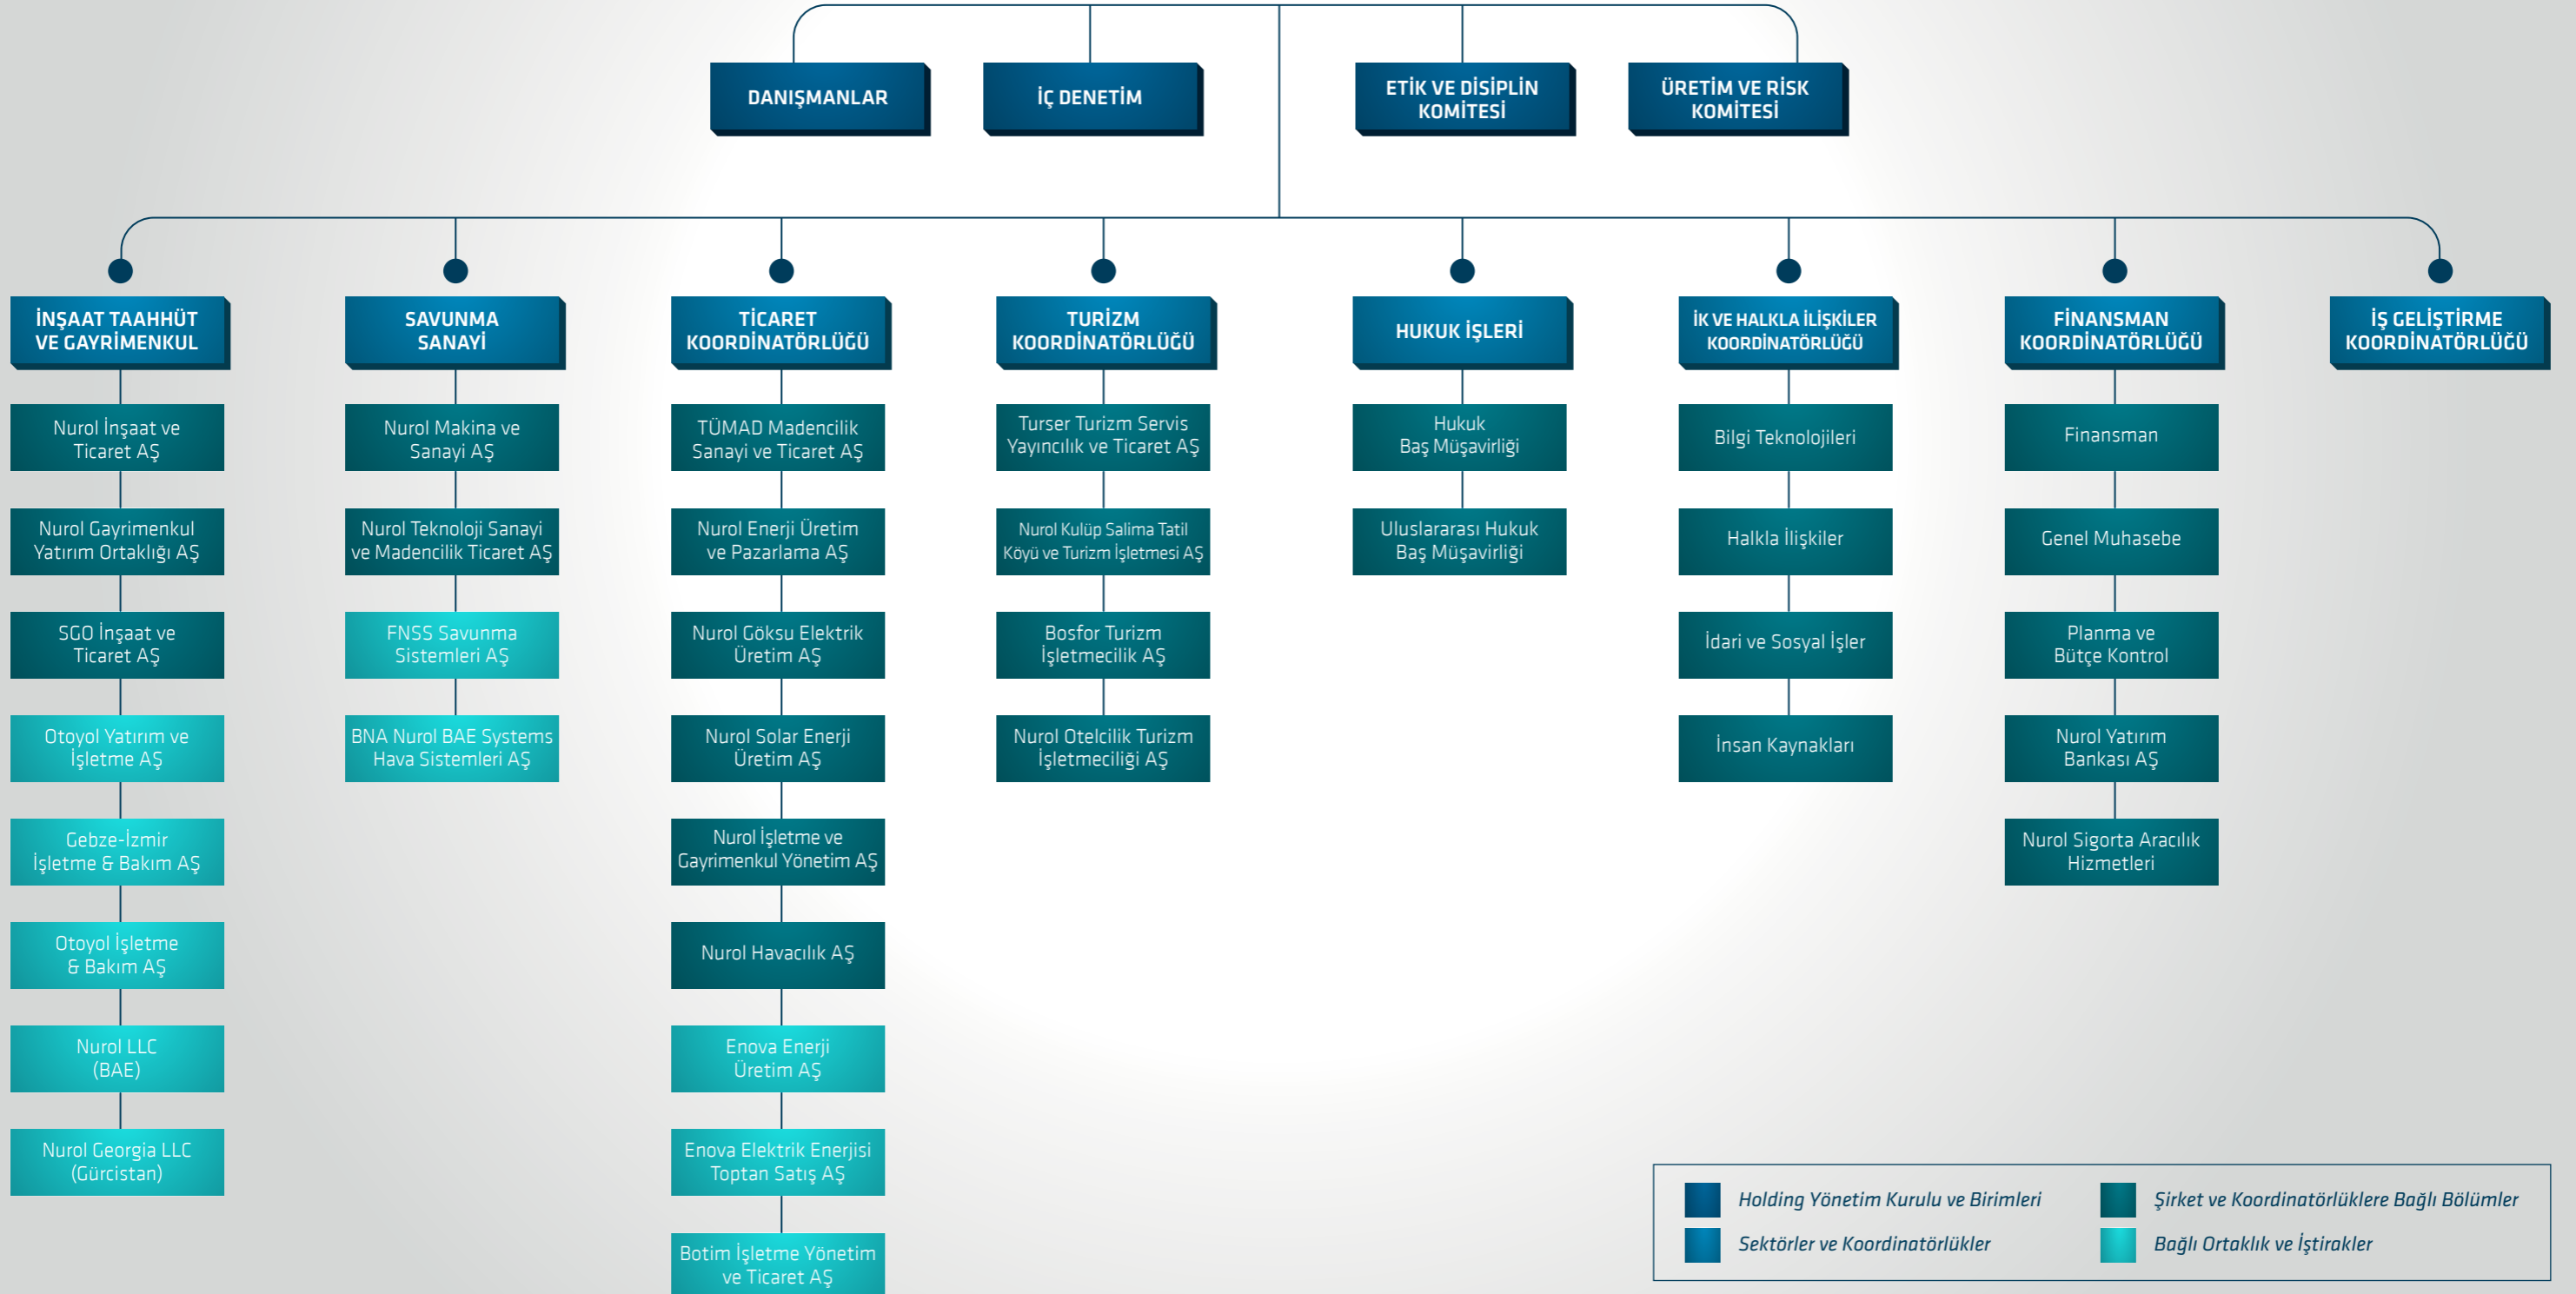 DANIŞMANLAR
İÇ DENETİM
ETİK VE DİSİPLİN
KOMİTESİ
ÜRETİM VE RİSK
KOMİTESİ
İNŞAAT TAAHHÜT
VE GAYRİMENKUL
Nurol İnşaat ve
Ticaret AŞ
Nurol Gayrimenkul
Yatırım Ortaklığı AŞ
SGO İnşaat ve
Ticaret AŞ
Otoyol Yatırım ve
İşletme AŞ
Gebze-İzmir
İşletme & Bakım AŞ
Otoyol İşletme
& Bakım AŞ
Nurol LLC
(BAE)
Nurol Georgia LLC
(Gürcistan)
SAVUNMA
SANAYİ
Nurol Makina ve
Sanayi AŞ
Nurol Teknoloji Sanayi
ve Madencilik Ticaret AŞ
FNSS Savunma
Sistemleri AŞ
BNA Nurol BAE Systems
Hava Sistemleri AŞ
TİCARET
KOORDİNATÖRLÜĞÜ
TÜMAD Madencilik
Sanayi ve Ticaret AŞ
Nurol Enerji Üretim
ve Pazarlama AŞ
Nurol Göksu Elektrik
Üretim AŞ
Nurol Solar Enerji
Üretim AŞ
Nurol İşletme ve
Gayrimenkul Yönetim AŞ
Nurol Havacılık AŞ
Enova Enerji
Üretim AŞ
Enova Elektrik Enerjisi
Toptan Satış AŞ
Botim İşletme Yönetim
ve Ticaret AŞ
TURİZM
KOORDİNATÖRLÜĞÜ
Turser Turizm Servis
Yayıncılık ve Ticaret AŞ
Nurol Kulüp Salima Tatil
Köyü ve Turizm İşletmesi AŞ
Bosfor Turizm
İşletmecilik AŞ
Nurol Otelcilik Turizm
İşletmeciliği AŞ
HUKUK İŞLERİ
Hukuk
Baş Müşavirliği
Uluslararası Hukuk
Baş Müşavirliği
İK VE HALKLA İLİŞKİLER
KOORDİNATÖRLÜĞÜ
Bilgi Teknolojileri
Halkla İlişkiler
İdari ve Sosyal İşler
İnsan Kaynakları
FİNANSMAN
KOORDİNATÖRLÜĞÜ
Finansman
Genel Muhasebe
Planma ve
Bütçe Kontrol
Nurol Yatırım
Bankası AŞ
Nurol Sigorta Aracılık
Hizmetleri
İŞ GELİŞTİRME
KOORDİNATÖRLÜĞÜ
Holding Yönetim Kurulu ve Birimleri
Sektörler ve Koordinatörlükler
Şirket ve Koordinatörlüklere Bağlı Bölümler
Bağlı Ortaklık ve İştirakler